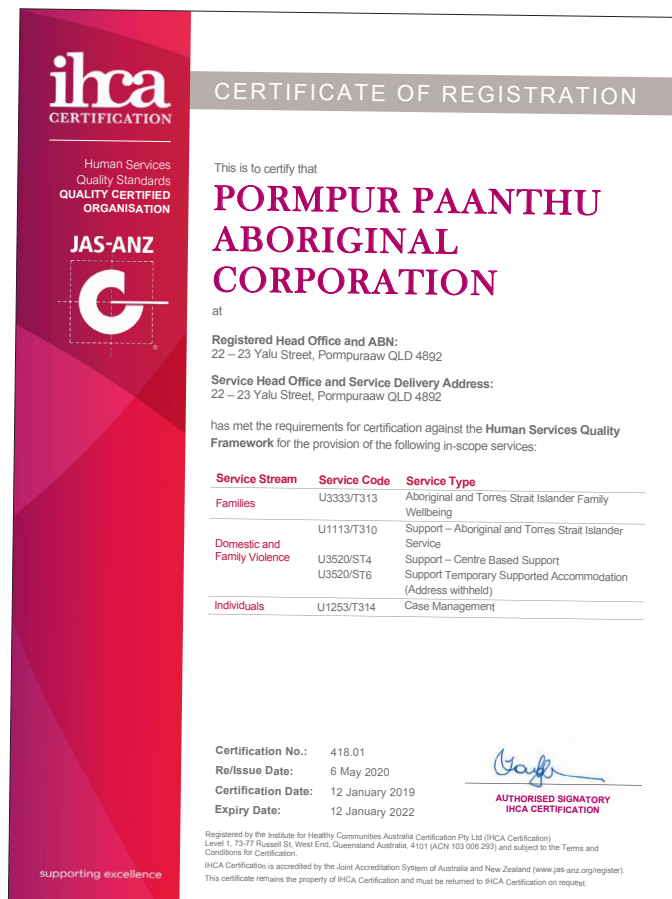 ihca
CERTIFICATION
Human Services
Quality Standards
QUALITY CERTIFIED
ORGANISATION
JAS-ANZ
C
®
supporting excellence
CERTIFICATE OF REGISTRATION
This is to certify that
PORMPUR PAANTHU
ABORIGINAL
CORPORATION
at
Registered Head Office and ABN:
22 – 23 Yalu Street, Pormpuraaw QLD 4892
Service Head Office and Service Delivery Address:
22 – 23 Yalu Street, Pormpuraaw QLD 4892
has met the requirements for certification against the Human Services Quality
Framework for the provision of the following in-scope services:
Service Stream Service Code Service Type
Families U3333/T313 Aboriginal and Torres Strait Islander Family
Wellbeing
Domestic and
Family Violence
U1113/T310 Support – Aboriginal and Torres Strait Islander
Service
U3520/ST4 Support – Centre Based Support
U3520/ST6 Support Temporary Supported Accommodation
(Address withheld)
Individuals U1253/T314 Case Management
Certification No.: 418.01
Re/Issue Date: 6 May 2020
Certification Date: 12 January 2019
Expiry Date: 12 January 2022
AUTHORISED SIGNATORY
IHCA CERTIFICATION
Registered by the Institute for Healthy Communities Australia Certification Pty Ltd (IHCA Certification)
Level 1, 73-77 Russell St, West End, Queensland Australia, 4101 (ACN 103 006 293) and subject to the Terms and
Conditions for Certification.
IHCA Certification is accredited by the Joint Accreditation System of Australia and New Zealand (www.jas-anz.org/register).
This certificate remains the property of IHCA Certification and must be returned to IHCA Certification on request.